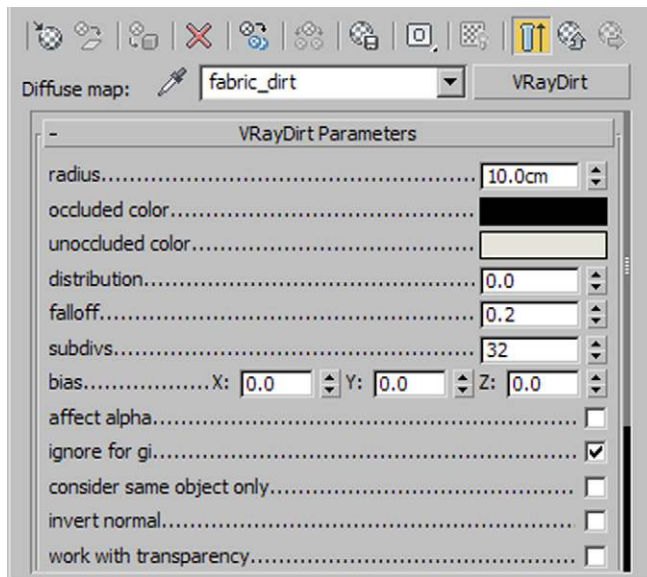 Diffuse map: fabric_dirt VRayDirt
- VRayDirt Parameters
radius................................................ 10.0cm
occluded color................................................
unoccluded color................................................
distribution................................................ 0.0
falloff................................................ 0.2
subdivs................................................ 32
bias.................X: 0.0 Y: 0.0 Z: 0.0
affect alpha................................................
ignore for gi................................................
consider same object only................................................
invert normal................................................
work with transparency................................................